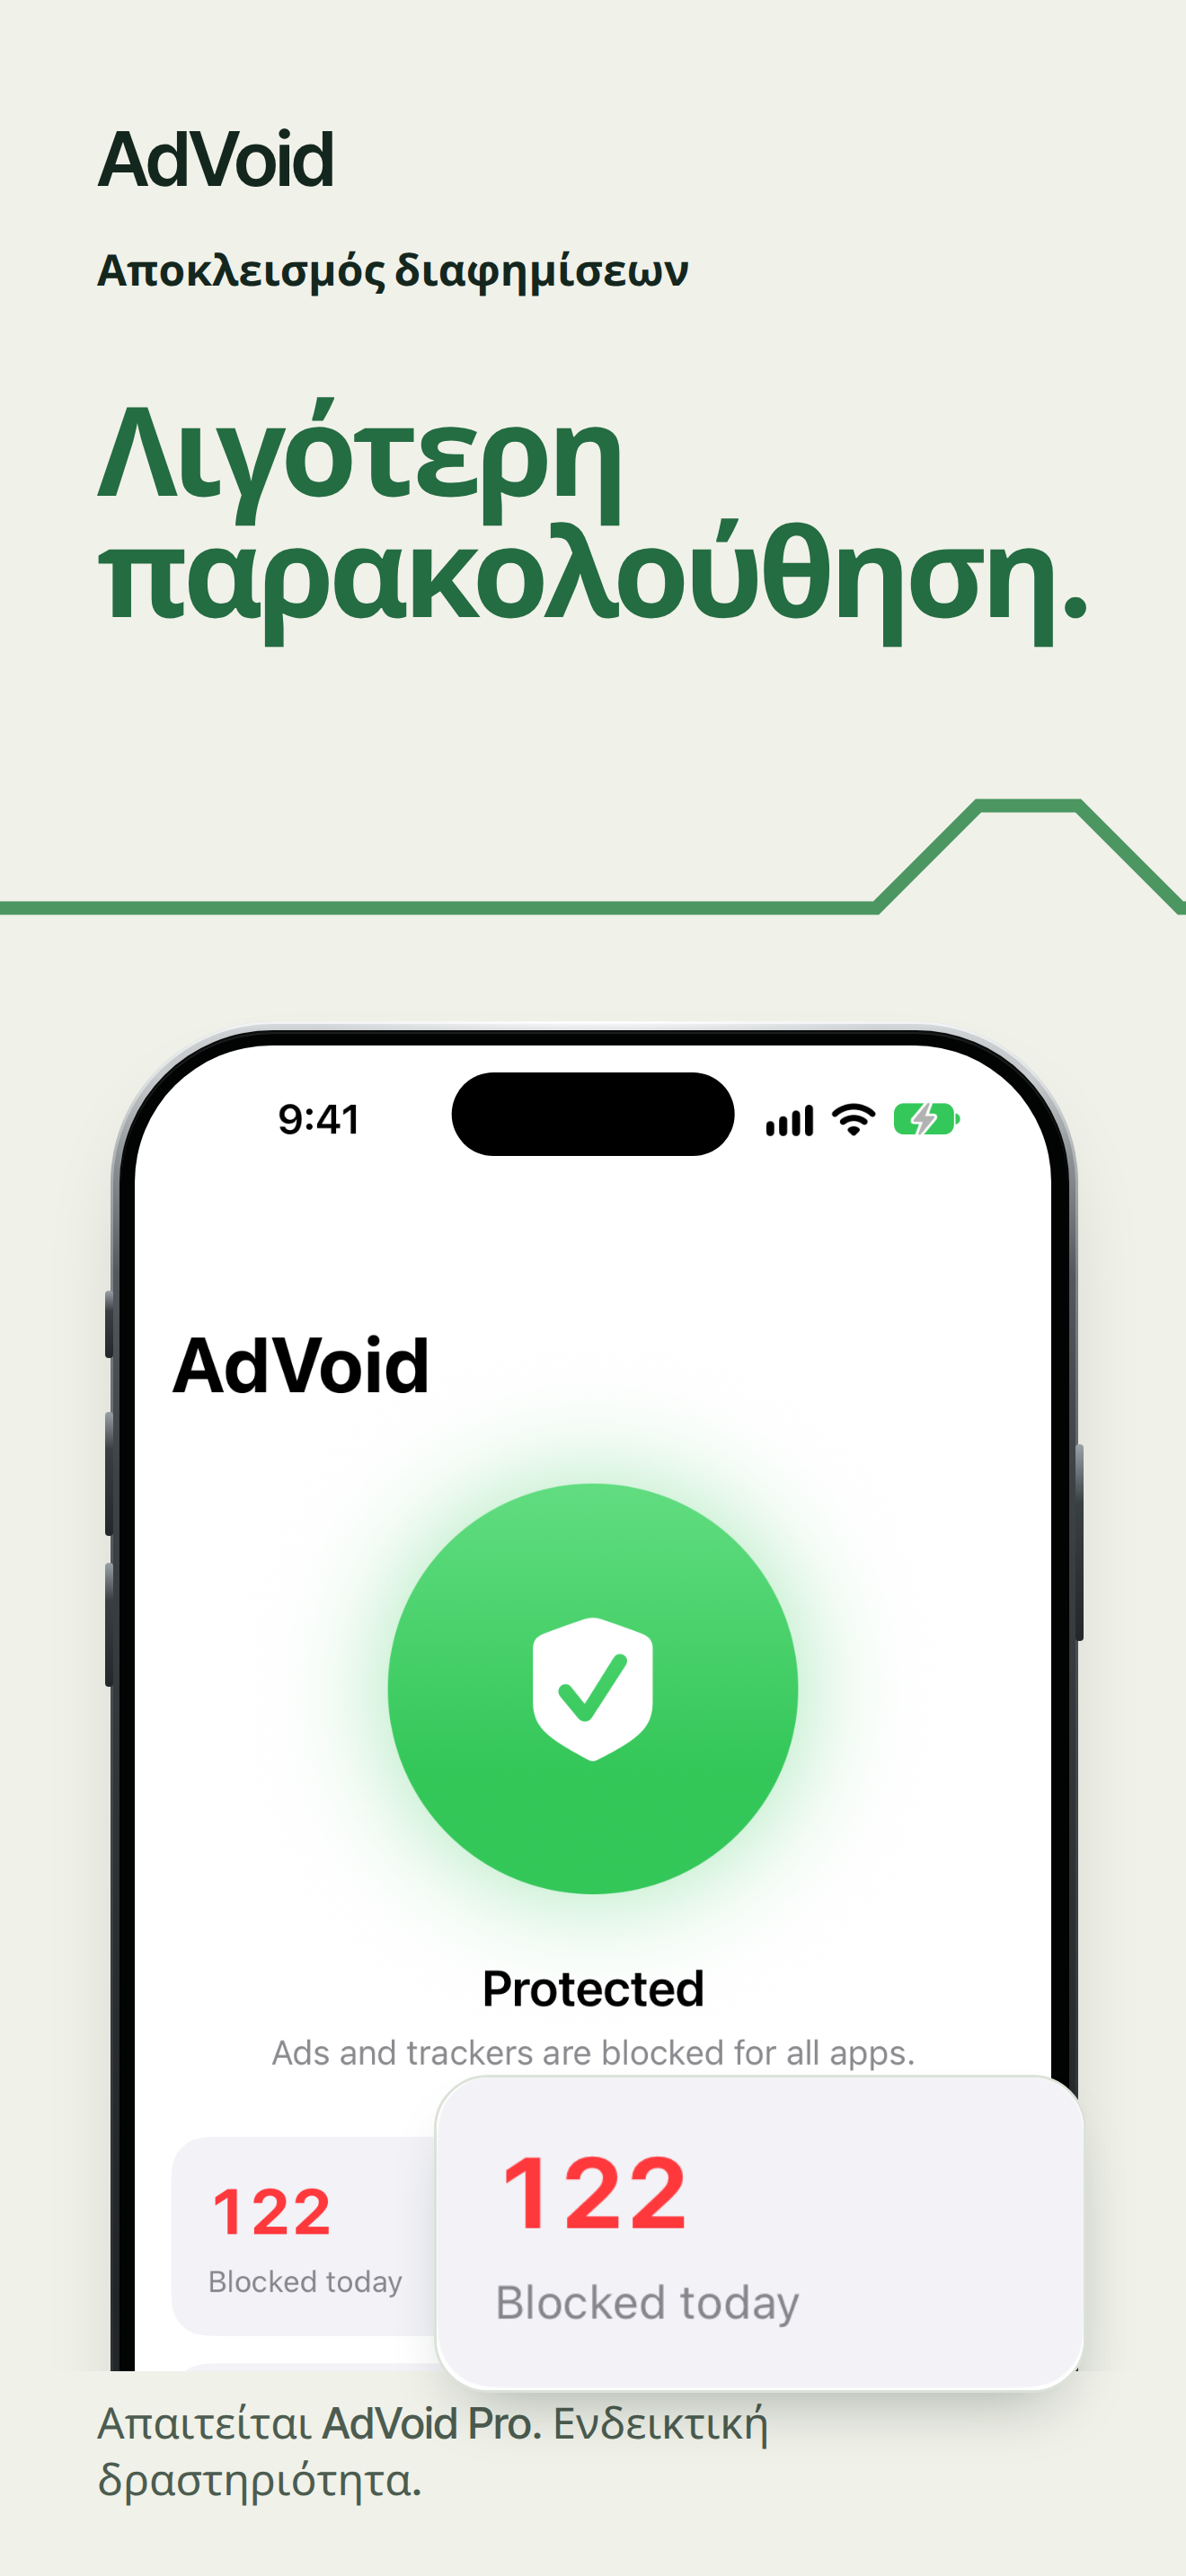 AdVoid
Αποκλεισμός διαφημίσεων
Λιγότερη
παρακολούθηση.
9:41
AdVoid
Protected
Ads and trackers are blocked for all apps.
122
Blocked today
122
Blocked today
Απαιτείται AdVoid Pro. Ενδεικτική
δραστηριότητα.